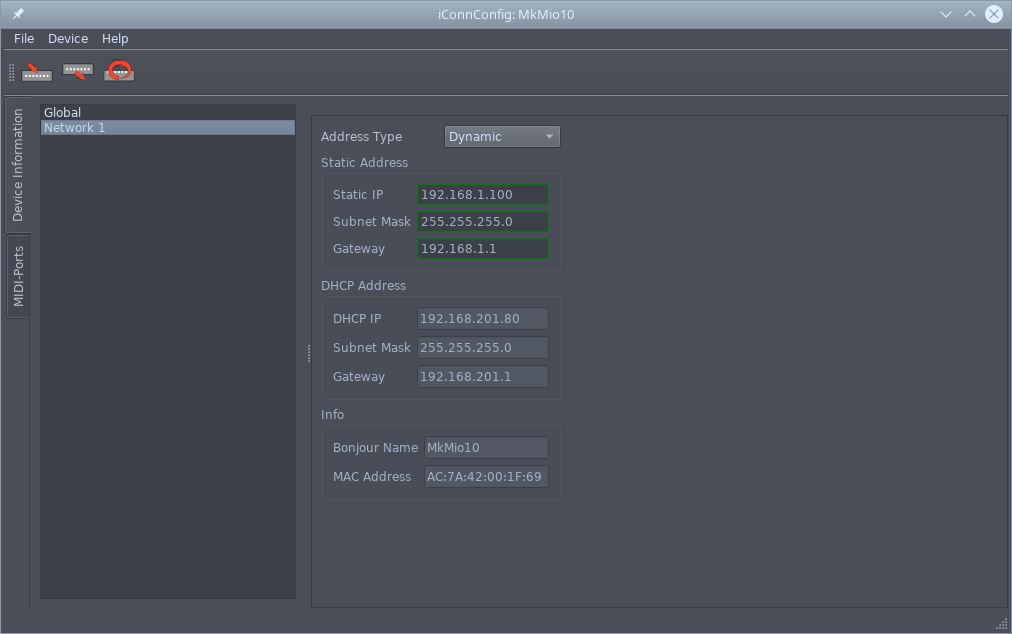 iConnConfig: MkMio10
File Device Help
Device Information
MIDI-Ports
Global
Network 1
Address Type Dynamic
Static Address
Static IP 192.168.1.100
Subnet Mask 255.255.255.0
Gateway 192.168.1.1
DHCP Address
DHCP IP 192.168.201.80
Subnet Mask 255.255.255.0
Gateway 192.168.201.1
Info
Bonjour Name MkMio10
MAC Address AC:7A:42:00:1F:69